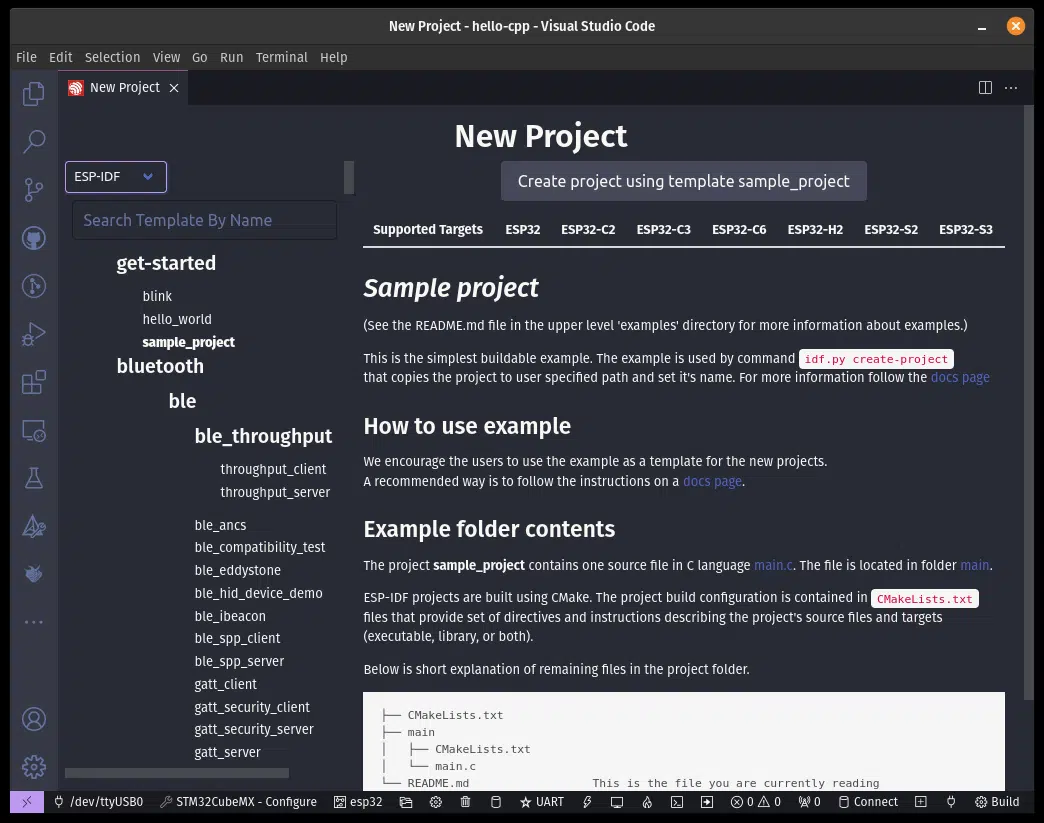 New Project - hello-cpp - Visual Studio Code
File Edit Selection View Go Run Terminal Help
New Project
New Project
ESP-IDF
Search Template By Name
get-started
blink
hello_world
sample_project
bluetooth
ble
ble_throughput
throughput_client
throughput_server
ble_ancs
ble_compatibility_test
ble_eddystone
ble_hid_device_demo
ble_ibeacon
ble_spp_client
ble_spp_server
gatt_client
gatt_security_client
gatt_security_server
gatt_server
Create project using template sample_project
Supported Targets ESP32 ESP32-C2 ESP32-C3 ESP32-C6 ESP32-H2 ESP32-S2 ESP32-S3
Sample project
(See the README.md file in the upper level 'examples' directory for more information about examples.)
This is the simplest buildable example. The example is used by command idf.py create-project
that copies the project to user specified path and set it's name. For more information follow the docs page
How to use example
We encourage the users to use the example as a template for the new projects.
A recommended way is to follow the instructions on a docs page.
Example folder contents
The project sample_project contains one source file in C language main.c. The file is located in folder main.
ESP-IDF projects are built using CMake. The project build configuration is contained in CMakeLists.txt
files that provide set of directives and instructions describing the project's source files and targets
(executable, library, or both).
Below is short explanation of remaining files in the project folder.
├── CMakeLists.txt
├── main
│   ├── CMakeLists.txt
│   └── main.c
└── README.md                  This is the file you are currently reading
/dev/ttyUSB0 STM32CubeMX - Configure esp32 UART 0 0 0 Connect Build